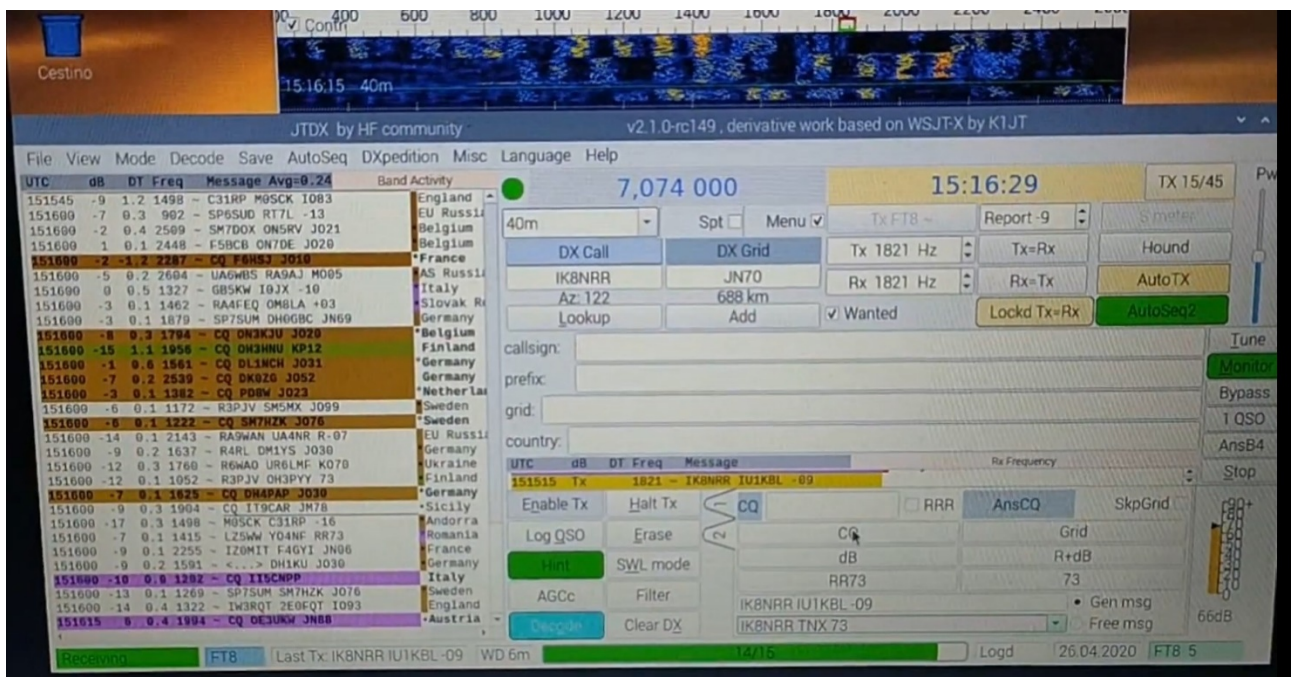 Cestino
Contr
400 600 800 1000 1200 1400 1600 1800 2000 2200 2400
15:16:15 40m
JTDX by HF community v2.1.0-rc149 , derivative work based on WSJT-X by K1JT
File View Mode Decode Save AutoSeq DXpedition Misc Language Help
UTC dB DT Freq Message Avg=0.24 Band Activity
151545 -9 1.2 1498 ~ C31RP M0SCK IO83 England
151600 -7 0.3 902 ~ SP6SUD RT7L -13 EU Russia
151600 -2 0.4 2509 ~ SM7DOX ON5RV JO21 Belgium
151600 1 0.1 2448 ~ F5BCB ON7DE JO20 Belgium
151600 -2 -1.2 2287 ~ CQ F6HSJ JO10 *France
151600 -5 0.2 2604 ~ UA6WBS RA9AJ MO05 AS Russia
151600 0 0.5 1327 ~ GB5KW I0JX -10 Italy
151600 -3 0.1 1462 ~ RA4FEQ OM8LA +03 Slovak Re
151600 -3 0.1 1879 ~ SP7SUM DH0GBC JN69 Germany
151600 -8 0.3 1794 ~ CQ ON3KJU JO20 *Belgium
151600 -15 1.1 1956 ~ CQ OH3HNU KP12 Finland
151600 -1 0.6 1561 ~ CQ DL1NCH JO31 *Germany
151600 -7 0.2 2539 ~ CQ DK0ZG JO52 Germany
151600 -3 0.1 1382 ~ CQ PD8W JO23 *Netherlan
151600 -6 0.1 1172 ~ R3PJV SM5MX JO99 Sweden
151600 -6 0.1 1222 ~ CQ SM7HZK JO76 *Sweden
151600 -14 0.1 2143 ~ RA9WAN UA4NR R-07 EU Russia
151600 -9 0.2 1637 ~ R4RL DM1YS JO30 Germany
151600 -12 0.3 1760 ~ R6WAO UR6LMF KO70 Ukraine
151600 -12 0.1 1052 ~ R3PJV OH3PYY 73 Finland
151600 -7 0.1 1625 ~ CQ DH4PAP JO30 *Germany
151600 -9 0.3 1904 ~ CQ IT9CAR JM78 •Sicily
151600 -17 0.3 1498 ~ M0SCK C31RP -16 Andorra
151600 -7 0.1 1415 ~ LZ5WW YO4NF RR73 Romania
151600 -9 0.1 2255 ~ IZ0MIT F4GYI JN06 France
151600 -9 0.2 1591 ~ <...> DH1KU JO30 Germany
151600 -10 0.0 1202 ~ CQ II5CNPP Italy
151600 -13 0.1 1269 ~ SP7SUM SM7HZK JO76 Sweden
151600 -14 0.4 1322 ~ IW3RQT 2E0FQT IO93 England
151615 0.4 1994 ~ CQ OE3UKW JN88 •Austria
7,074 000 15:16:29 TX 15/45 Pw
40m Spt Menu Tx FT8 ~ Report -9 S meter
DX Call DX Grid Tx 1821 Hz Tx=Rx Hound
IK8NRR JN70 Rx 1821 Hz Rx=Tx AutoTX
Az: 122 688 km
Lookup Add Wanted Lockd Tx=Rx AutoSeq2
callsign: Tune
Monitor
prefix:
Bypass
grid: 1 QSO
country: AnsB4
UTC dB DT Freq Message Rx Frequency
151515 Tx 1821 ~ IK8NRR IU1KBL -09 Stop
Enable Tx Halt Tx 1 CQ RRR AnsCQ SkpGrid
Log QSO Erase 2 CQ Grid
Hint SWL mode dB R+dB
RR73 73
AGCc Filter IK8NRR IU1KBL -09 Gen msg
Decode Clear DX IK8NRR TNX 73 Free msg
90+
66dB
Receiving FT8 Last Tx: IK8NRR IU1KBL -09 WD 6m 14/15 Logd 26.04.2020 FT8 5